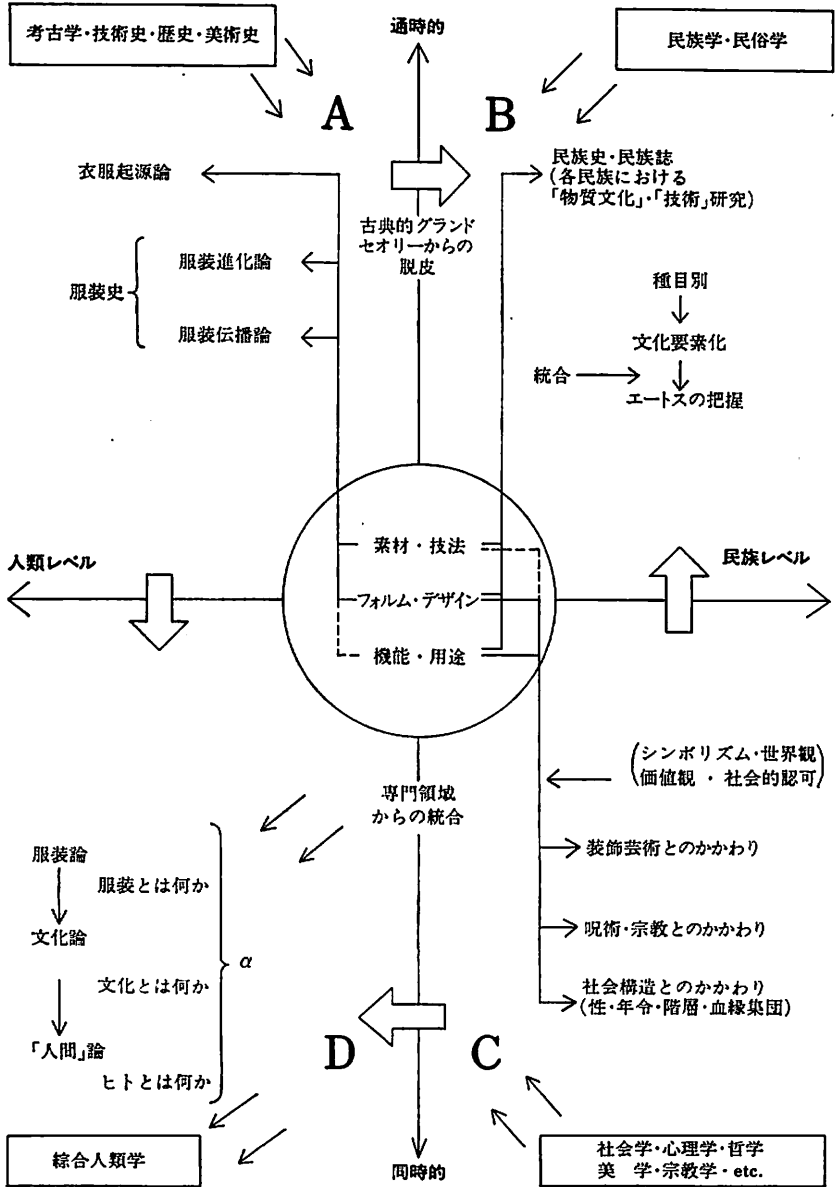 考古学・技術史・歴史・美術史
通時的
民族学・民俗学
A
B
衣服起源論
民族史・民族誌
(各民族における
「物質文化」・「技術」研究)
古典的グランド
セオリーからの
脱皮
服装史
服装進化論
服装伝播論
種目別
文化要素化
統合
エートスの把握
人類レベル
素材・技法
民族レベル
フォルム・デザイン
機能・用途
(シンボリズム・世界観
価値観・社会的認可)
専門領域
からの統合
装飾芸術とのかかわり
服装論
服装とは何か
文化論
α
呪術・宗教とのかかわり
文化とは何か
社会構造とのかかわり
(性・年令・階層・血縁集団)
「人間」論
D
C
ヒトとは何か
綜合人類学
同時的
社会学・心理学・哲学
美 学・宗教学・etc.